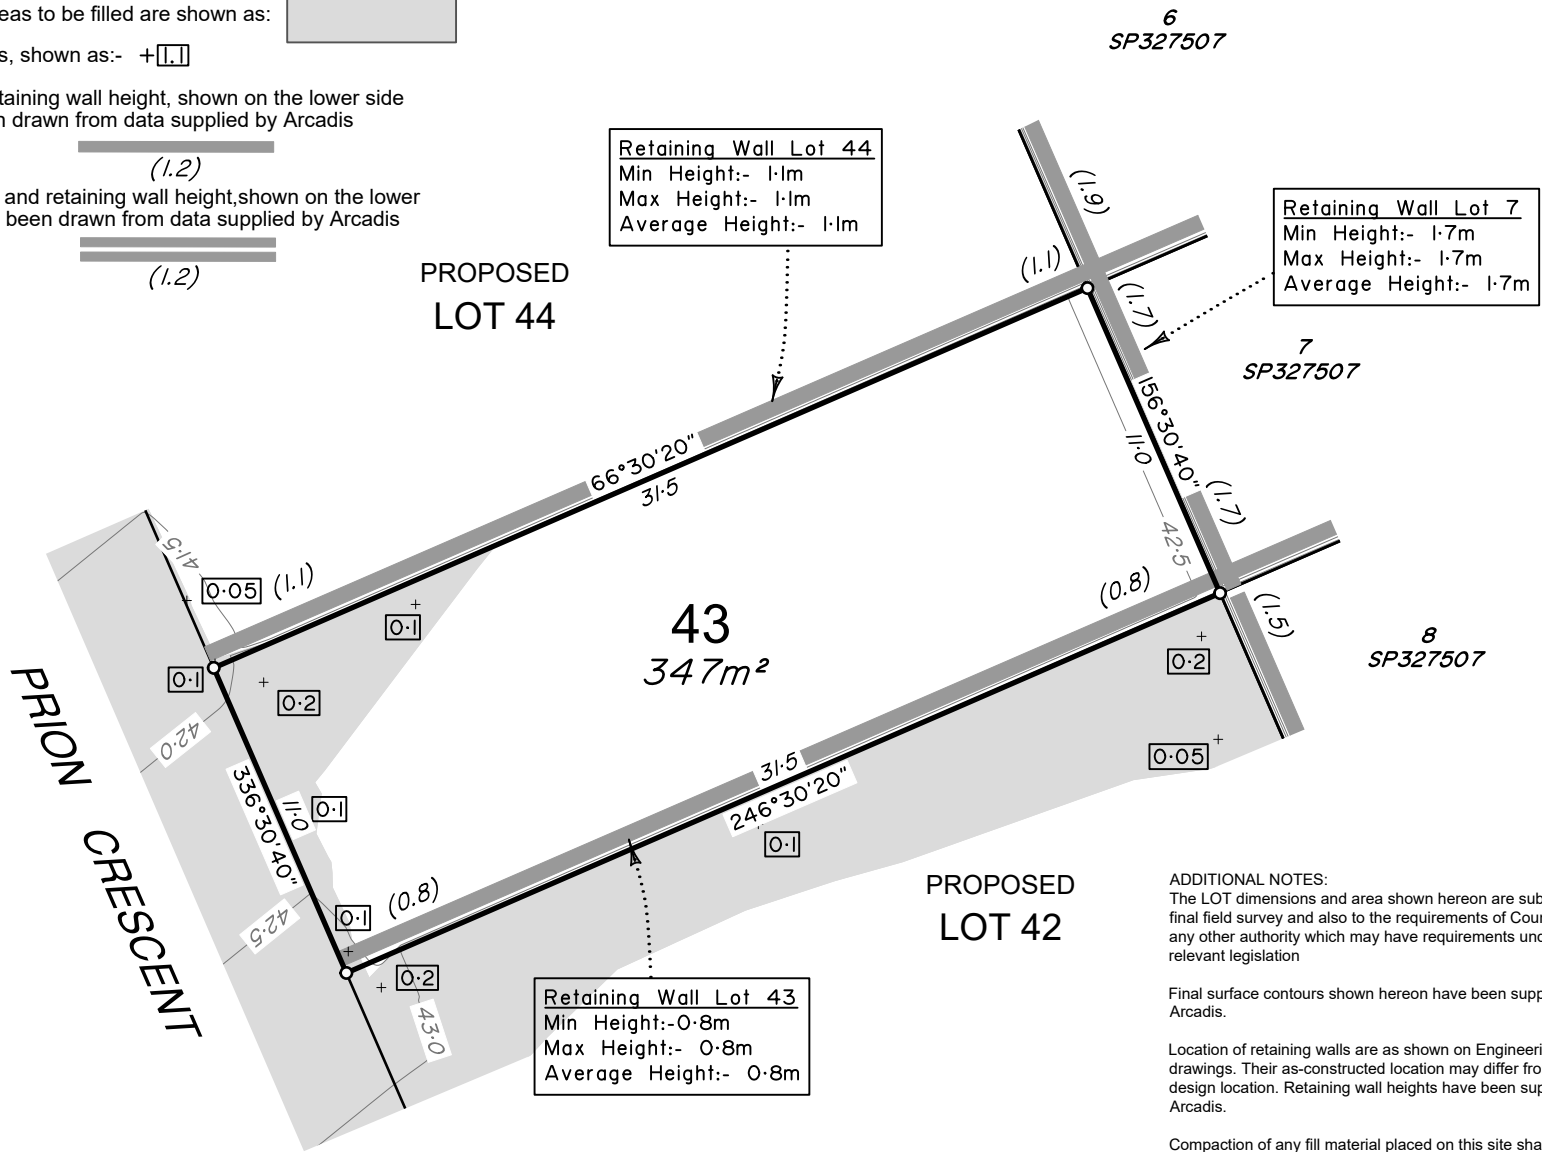 eas to be filled are shown as:
s, shown as:- +1.1
taining wall height, shown on the lower side
n drawn from data supplied by Arcadis
(1.2)
and retaining wall height,shown on the lower
been drawn from data supplied by Arcadis
(1.2)
6
SP327507
Retaining Wall Lot 44
Min Height:- 1·1m
Max Height:- 1·1m
Average Height:- 1·1m
(1.9)
Retaining Wall Lot 7
Min Height:- 1·7m
Max Height:- 1·7m
Average Height:- 1·7m
PROPOSED
LOT 44
(1.1)
(1.7)
7
SP327507
156°30'40"
11·0
66°30'20"
31·5
(1.7)
42·5
41·5
0·05
(1.1)
0·1
(0.8)
(1.5)
43
347m²
8
SP327507
0·1
0·2
0·2
42·0
PRION CRESCENT
336°30'40"
11·0
0·1
31·5
246°30'20"
0·05
0·1
(0.8)
0·1
42·5
0·2
43·0
PROPOSED
LOT 42
Retaining Wall Lot 43
Min Height:-0·8m
Max Height:- 0·8m
Average Height:- 0·8m
ADDITIONAL NOTES:
The LOT dimensions and area shown hereon are sub
final field survey and also to the requirements of Cour
any other authority which may have requirements und
relevant legislation
Final surface contours shown hereon have been supp
Arcadis.
Location of retaining walls are as shown on Engineeri
drawings. Their as-constructed location may differ fro
design location. Retaining wall heights have been sup
Arcadis.
Compaction of any fill material placed on this site sha